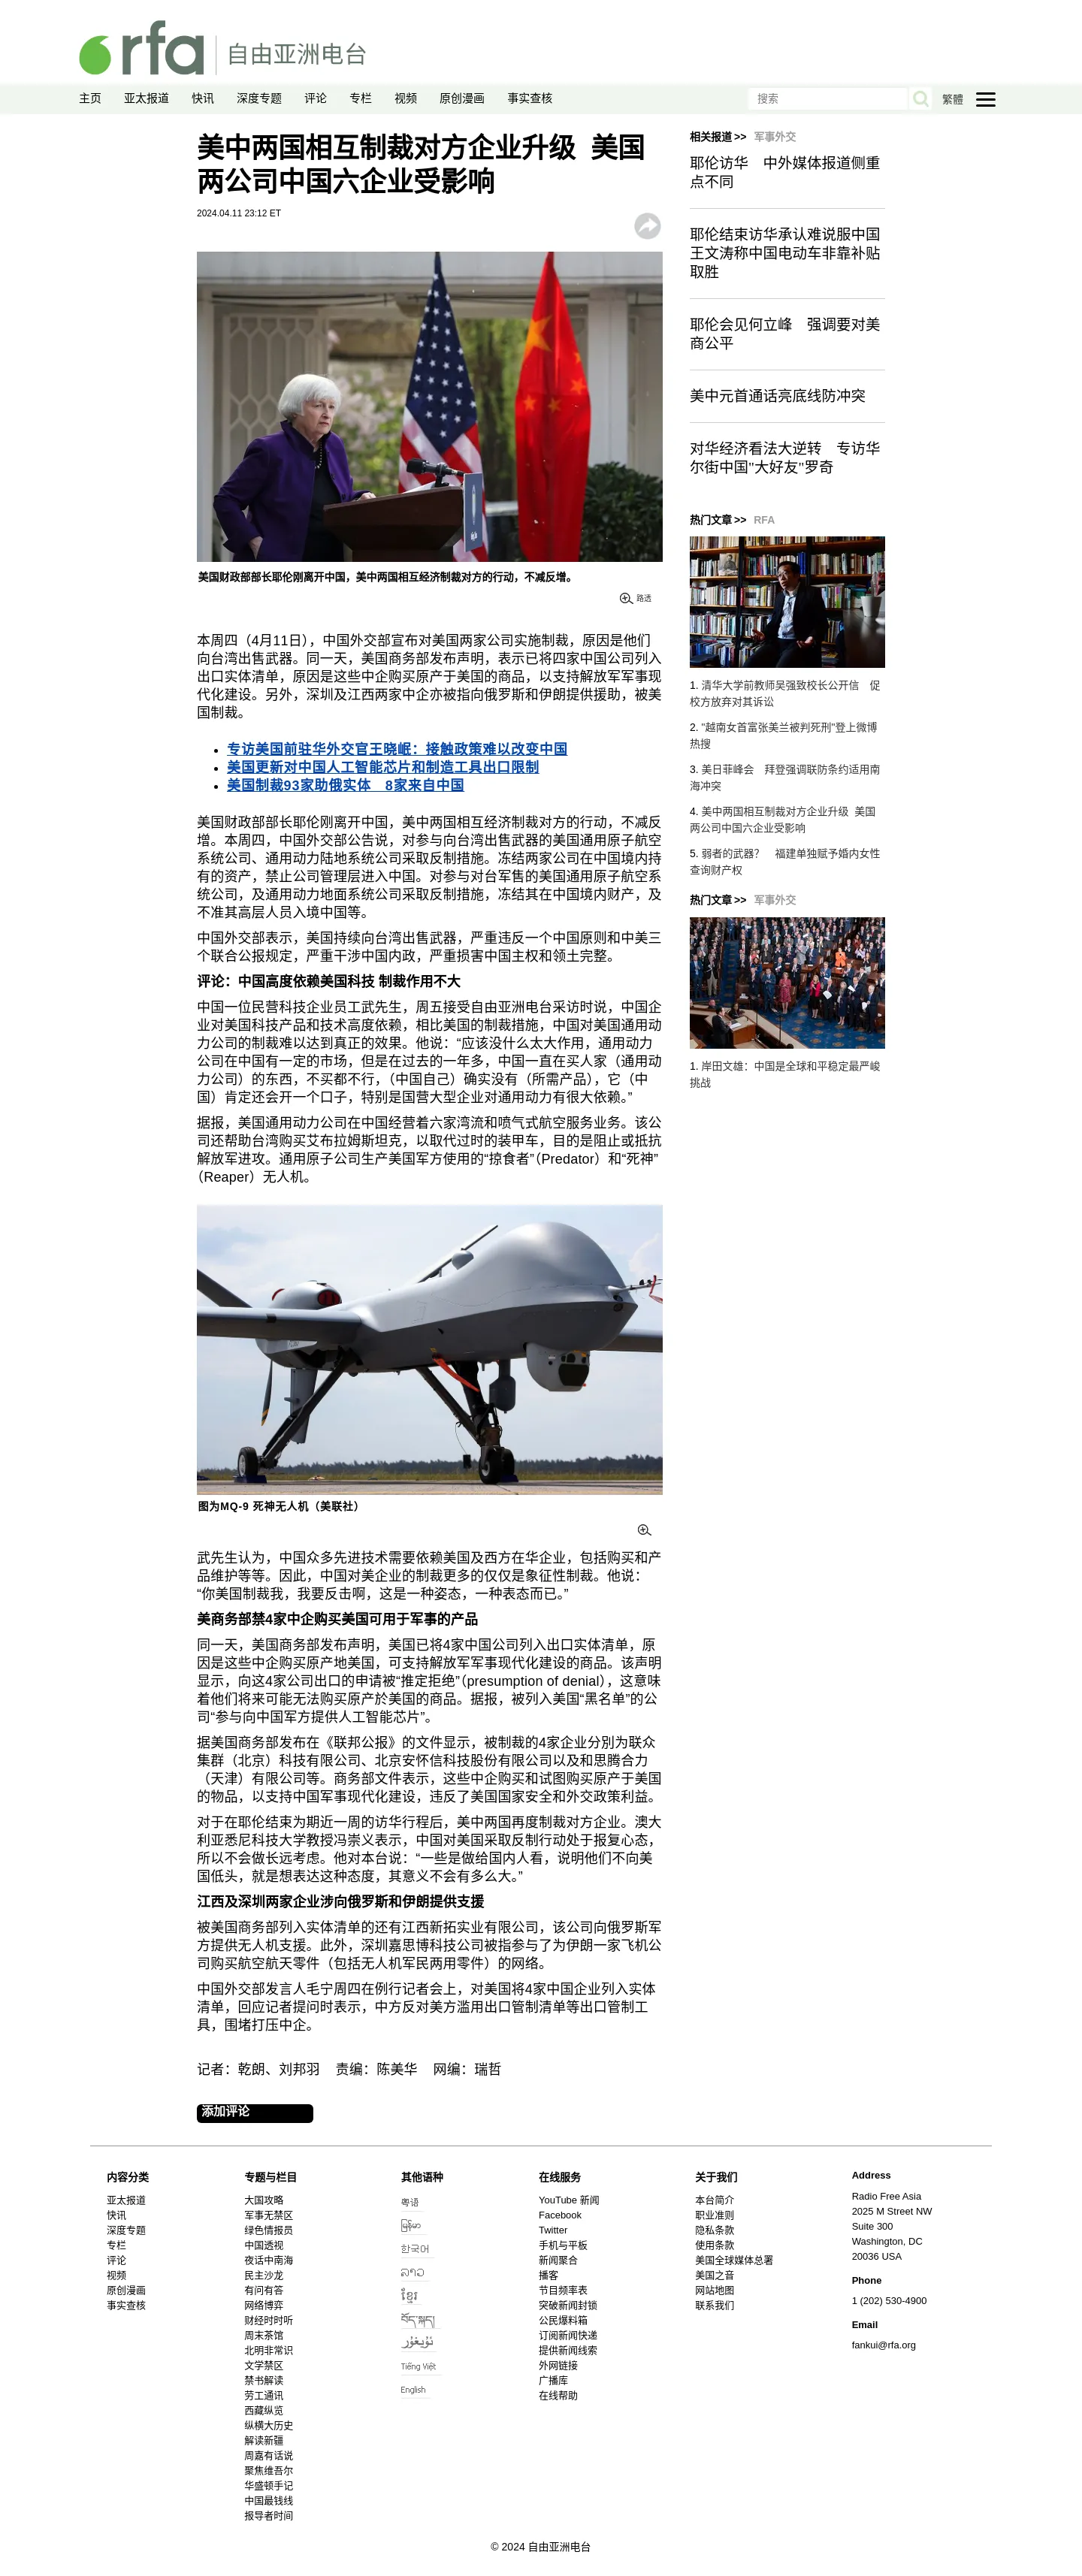 rfa 自由亚洲电台
主页 亚太报道 快讯 深度专题 评论 专栏 视频 原创漫画 事实查核 搜索 繁體
美中两国相互制裁对方企业升级 美国
两公司中国六企业受影响
2024.04.11 23:12 ET
美国财政部部长耶伦刚离开中国，美中两国相互经济制裁对方的行动，不减反增。
路透
本周四（4月11日），中国外交部宣布对美国两家公司实施制裁，原因是他们
向台湾出售武器。同一天，美国商务部发布声明，表示已将四家中国公司列入
出口实体清单，原因是这些中企购买原产于美国的商品，以支持解放军军事现
代化建设。另外，深圳及江西两家中企亦被指向俄罗斯和伊朗提供援助，被美
国制裁。
专访美国前驻华外交官王晓岷：接触政策难以改变中国
美国更新对中国人工智能芯片和制造工具出口限制
美国制裁93家助俄实体　8家来自中国
美国财政部部长耶伦刚离开中国，美中两国相互经济制裁对方的行动，不减反
增。本周四，中国外交部公告说，对参与向台湾出售武器的美国通用原子航空
系统公司、通用动力陆地系统公司采取反制措施。冻结两家公司在中国境内持
有的资产，禁止公司管理层进入中国。对参与对台军售的美国通用原子航空系
统公司，及通用动力地面系统公司采取反制措施，冻结其在中国境内财产，及
不准其高层人员入境中国等。
中国外交部表示，美国持续向台湾出售武器，严重违反一个中国原则和中美三
个联合公报规定，严重干涉中国内政，严重损害中国主权和领土完整。
评论：中国高度依赖美国科技 制裁作用不大
中国一位民营科技企业员工武先生，周五接受自由亚洲电台采访时说，中国企
业对美国科技产品和技术高度依赖，相比美国的制裁措施，中国对美国通用动
力公司的制裁难以达到真正的效果。他说：“应该没什么太大作用，通用动力
公司在中国有一定的市场，但是在过去的一年多，中国一直在买人家（通用动
力公司）的东西，不买都不行，（中国自己）确实没有（所需产品），它（中
国）肯定还会开一个口子，特别是国营大型企业对通用动力有很大依赖。”
据报，美国通用动力公司在中国经营着六家湾流和喷气式航空服务业务。该公
司还帮助台湾购买艾布拉姆斯坦克，以取代过时的装甲车，目的是阻止或抵抗
解放军进攻。通用原子公司生产美国军方使用的“掠食者”（Predator）和“死神”
（Reaper）无人机。
图为MQ-9 死神无人机（美联社）
武先生认为，中国众多先进技术需要依赖美国及西方在华企业，包括购买和产
品维护等等。因此，中国对美企业的制裁更多的仅仅是象征性制裁。他说：
“你美国制裁我，我要反击啊，这是一种姿态，一种表态而已。”
美商务部禁4家中企购买美国可用于军事的产品
同一天，美国商务部发布声明，美国已将4家中国公司列入出口实体清单，原
因是这些中企购买原产地美国，可支持解放军军事现代化建设的商品。该声明
显示，向这4家公司出口的申请被“推定拒绝”（presumption of denial），这意味
着他们将来可能无法购买原产於美国的商品。据报，被列入美国“黑名单”的公
司“参与向中国军方提供人工智能芯片”。
据美国商务部发布在《联邦公报》的文件显示，被制裁的4家企业分别为联众
集群（北京）科技有限公司、北京安怀信科技股份有限公司以及和思腾合力
（天津）有限公司等。商务部文件表示，这些中企购买和试图购买原产于美国
的物品，以支持中国军事现代化建设，违反了美国国家安全和外交政策利益。
对于在耶伦结束为期近一周的访华行程后，美中两国再度制裁对方企业。澳大
利亚悉尼科技大学教授冯崇义表示，中国对美国采取反制行动处于报复心态，
所以不会做长远考虑。他对本台说：“一些是做给国内人看，说明他们不向美
国低头，就是想表达这种态度，其意义不会有多么大。”
江西及深圳两家企业涉向俄罗斯和伊朗提供支援
被美国商务部列入实体清单的还有江西新拓实业有限公司，该公司向俄罗斯军
方提供无人机支援。此外，深圳嘉思博科技公司被指参与了为伊朗一家飞机公
司购买航空航天零件（包括无人机军民两用零件）的网络。
中国外交部发言人毛宁周四在例行记者会上，对美国将4家中国企业列入实体
清单，回应记者提问时表示，中方反对美方滥用出口管制清单等出口管制工
具，围堵打压中企。
记者：乾朗、刘邦羽　责编：陈美华　网编：瑞哲
添加评论
相关报道 >> 军事外交
耶伦访华　中外媒体报道侧重
点不同
耶伦结束访华承认难说服中国
王文涛称中国电动车非靠补贴
取胜
耶伦会见何立峰　强调要对美
商公平
美中元首通话亮底线防冲突
对华经济看法大逆转　专访华
尔街中国"大好友"罗奇
热门文章 >> RFA
1. 清华大学前教师吴强致校长公开信　促
校方放弃对其诉讼
2. “越南女首富张美兰被判死刑”登上微博
热搜
3. 美日菲峰会　拜登强调联防条约适用南
海冲突
4. 美中两国相互制裁对方企业升级 美国
两公司中国六企业受影响
5. 弱者的武器?　福建单独赋予婚内女性
查询财产权
热门文章 >> 军事外交
1. 岸田文雄：中国是全球和平稳定最严峻
挑战
内容分类
亚太报道
快讯
深度专题
专栏
评论
视频
原创漫画
事实查核
专题与栏目
大国攻略
军事无禁区
绿色情报员
中国透视
夜话中南海
民主沙龙
有问有答
网络博弈
财经时时听
周末茶馆
北明非常识
文学禁区
禁书解读
劳工通讯
西藏纵览
纵横大历史
解读新疆
周嘉有话说
聚焦维吾尔
华盛顿手记
中国最钱线
报导者时间
其他语种
粤语
မြန်မာ
한국어
ລາວ
ខ្មែរ
བོད་སྐད།
ئۇيغۇر
Tiếng Việt
English
在线服务
YouTube 新闻
Facebook
Twitter
手机与平板
新闻聚合
播客
节目频率表
突破新闻封锁
公民爆料箱
订阅新闻快递
提供新闻线索
外网链接
广播库
在线帮助
关于我们
本台简介
职业准则
隐私条款
使用条款
美国全球媒体总署
美国之音
网站地图
联系我们
Address
Radio Free Asia
2025 M Street NW
Suite 300
Washington, DC
20036 USA
Phone
1 (202) 530-4900
Email
fankui@rfa.org
© 2024 自由亚洲电台